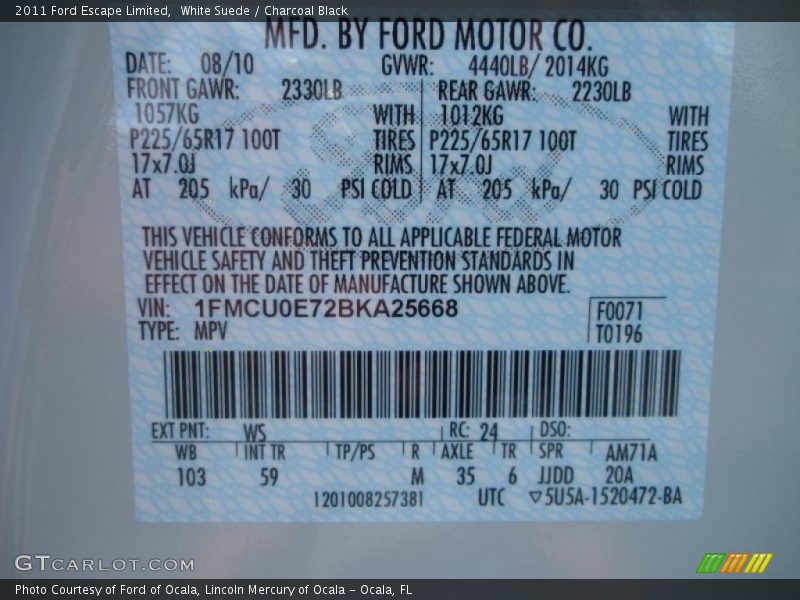 2011 Ford Escape Limited,  White Suede / Charcoal Black
MFD. BY FORD MOTOR CO.
DATE: 08/10 GVWR: 4440LB/ 2014KG
FRONT GAWR: 2330LB REAR GAWR: 2230LB
1057KG WITH 1012KG WITH
P225/65R17 100T TIRES P225/65R17 100T TIRES
17x7.0J RIMS 17x7.0J RIMS
AT 205 kPa/ 30 PSI COLD AT 205 kPa/ 30 PSI COLD
THIS VEHICLE CONFORMS TO ALL APPLICABLE FEDERAL MOTOR
VEHICLE SAFETY AND THEFT PREVENTION STANDARDS IN
EFFECT ON THE DATE OF MANUFACTURE SHOWN ABOVE.
VIN: 1FMCU0E72BKA25668 F0071
TYPE: MPV T0196
EXT PNT: WS RC: 24 DSO:
WB INT TR TP/PS R AXLE TR SPR AM71A
103 59 M 35 6 JJDD 20A
1201008257381 UTC ▽5U5A-1520472-BA
GTCARLOT.COM
Photo Courtesy of Ford of Ocala, Lincoln Mercury of Ocala – Ocala, FL